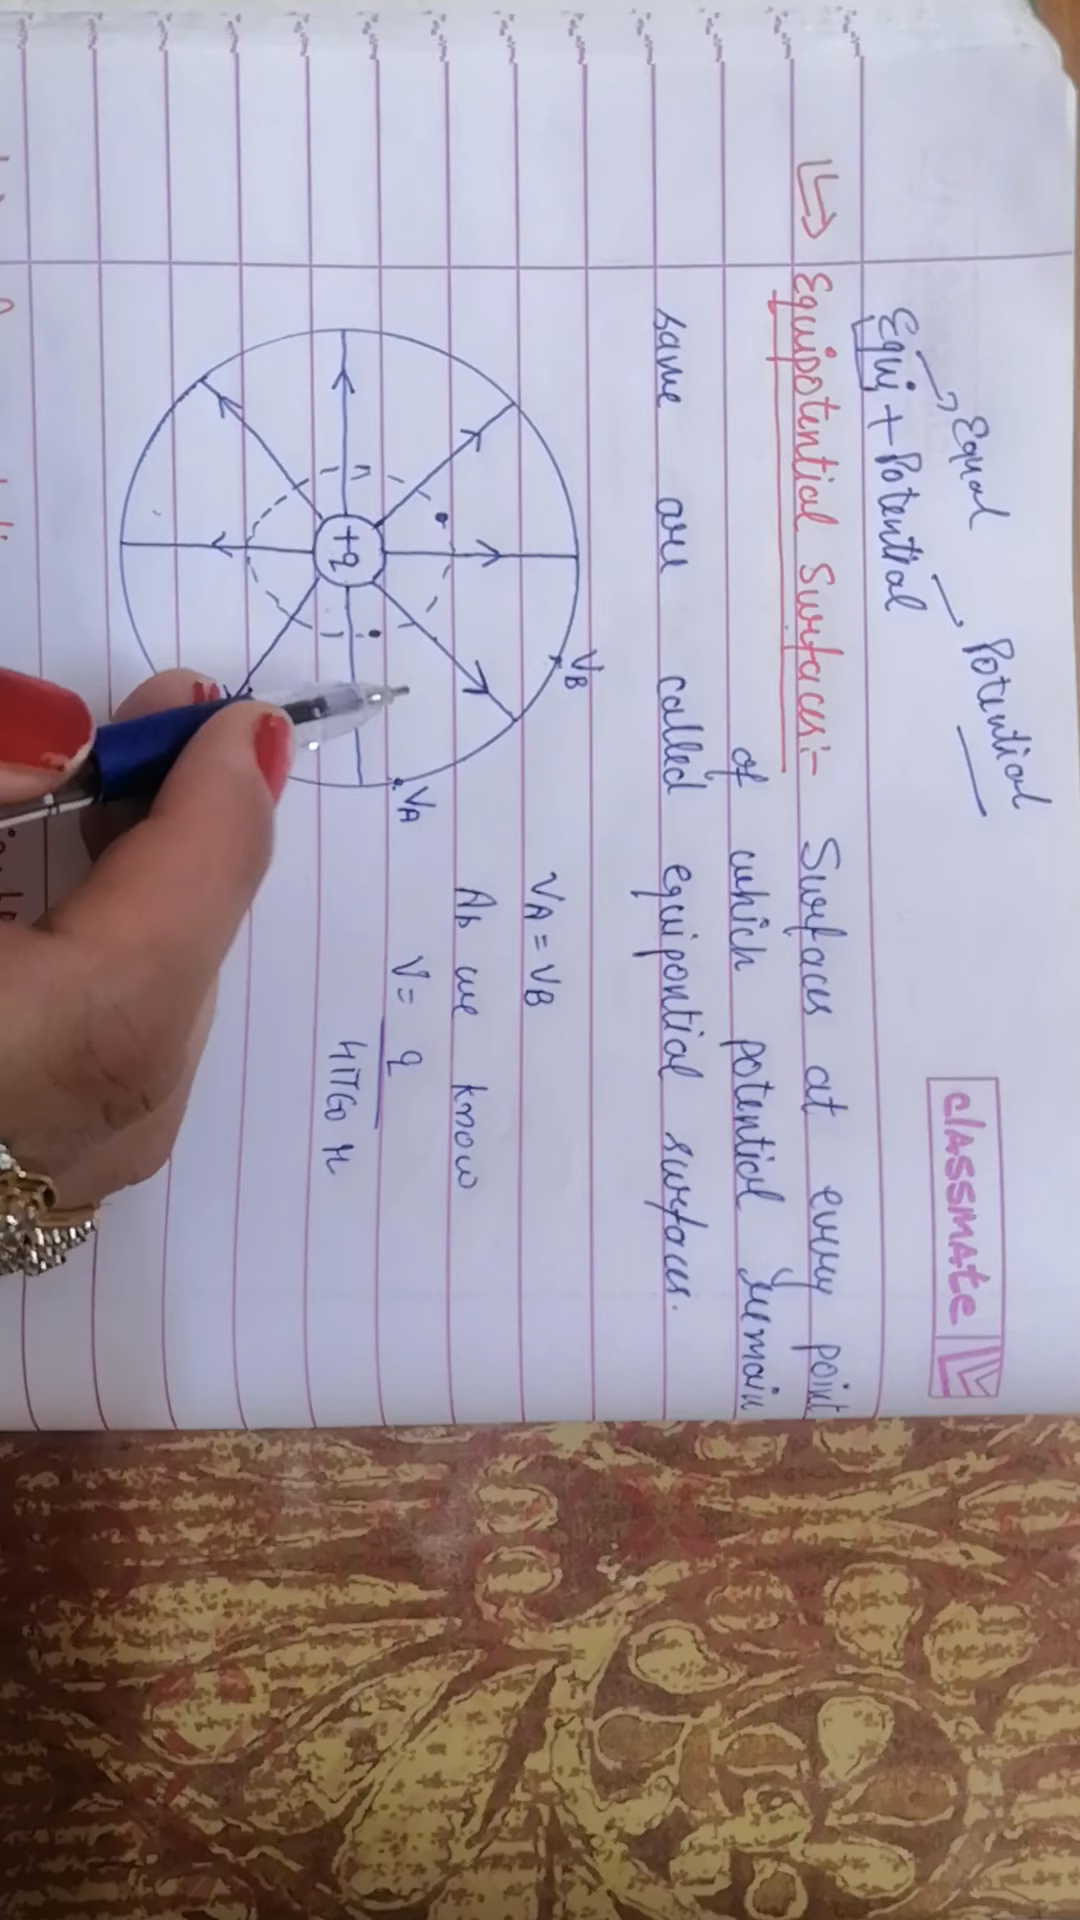 classmate
Equal Potential
Equi + Potential
Equipotential Surfaces:- Surfaces at every point
of which potential remain
same are called equipontial surfaces.
VB
VA = VB
VA
As we know
V = q
4πϵ0 r
+q